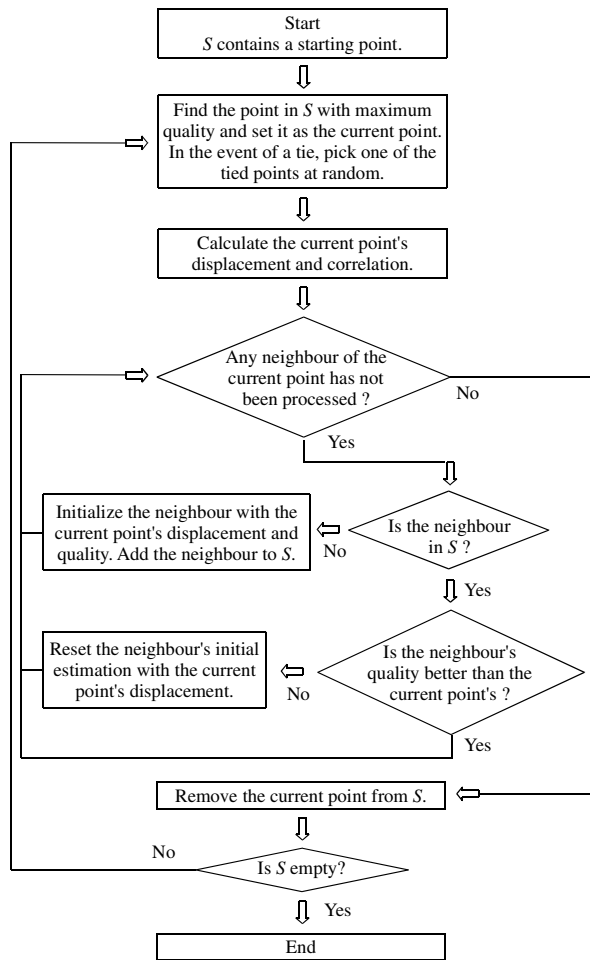 Start
S contains a starting point.
Find the point in S with maximum
quality and set it as the current point.
In the event of a tie, pick one of the
tied points at random.
Calculate the current point's
displacement and correlation.
Any neighbour of the
current point has not
been processed ?
No
Yes
Initialize the neighbour with the
current point's displacement and
quality. Add the neighbour to S.
No
Is the neighbour
in S ?
Yes
Reset the neighbour's initial
estimation with the current
point's displacement.
No
Is the neighbour's
quality better than the
current point's ?
Yes
Remove the current point from S.
No
Is S empty?
Yes
End